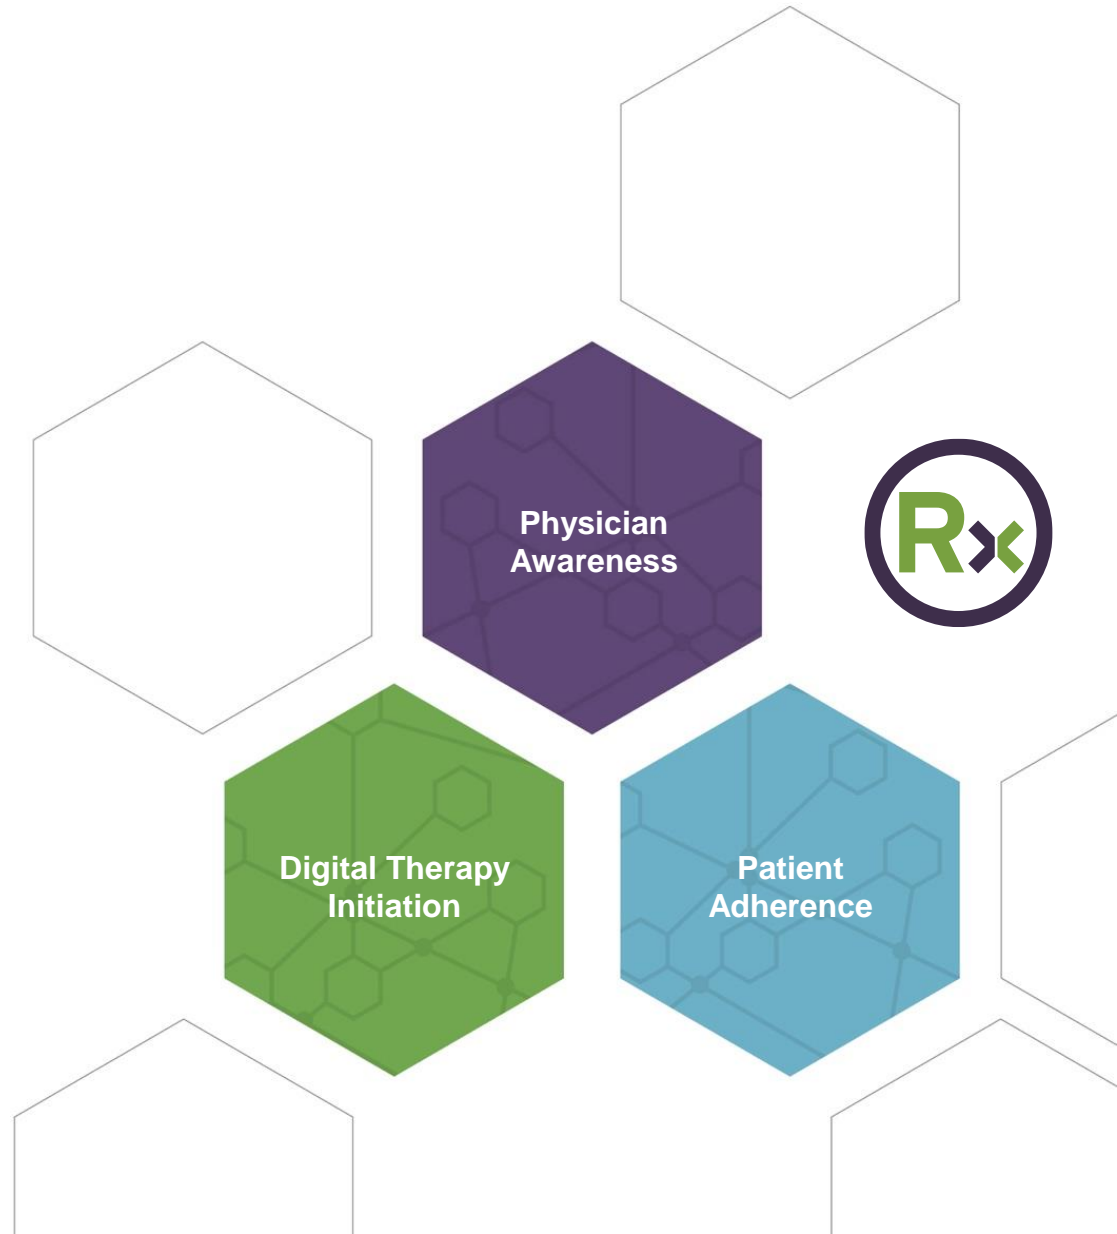 Physician
Awareness
Rx
Digital Therapy
Initiation
Patient
Adherence